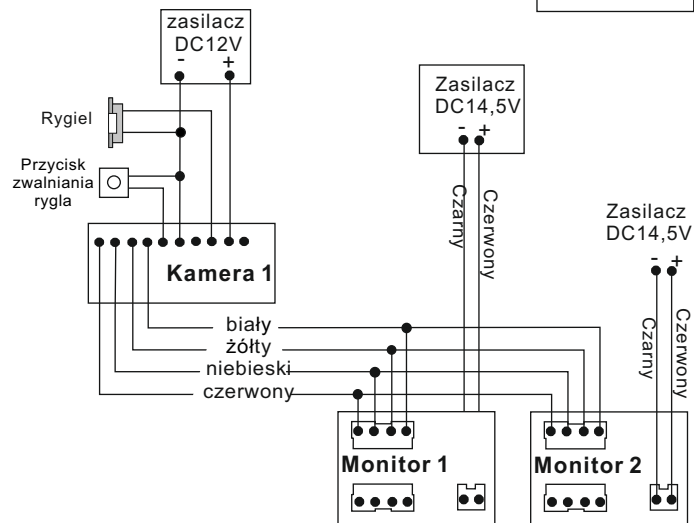 zasilacz
DC12V
- +
Rygiel
Przycisk
zwalniania
rygla
Kamera 1
Zasilacz
DC14,5V
- +
Czarny
Czerwony
Zasilacz
DC14,5V
- +
Czarny
Czerwony
biały
żółty
niebieski
czerwony
Monitor 1
Monitor 2